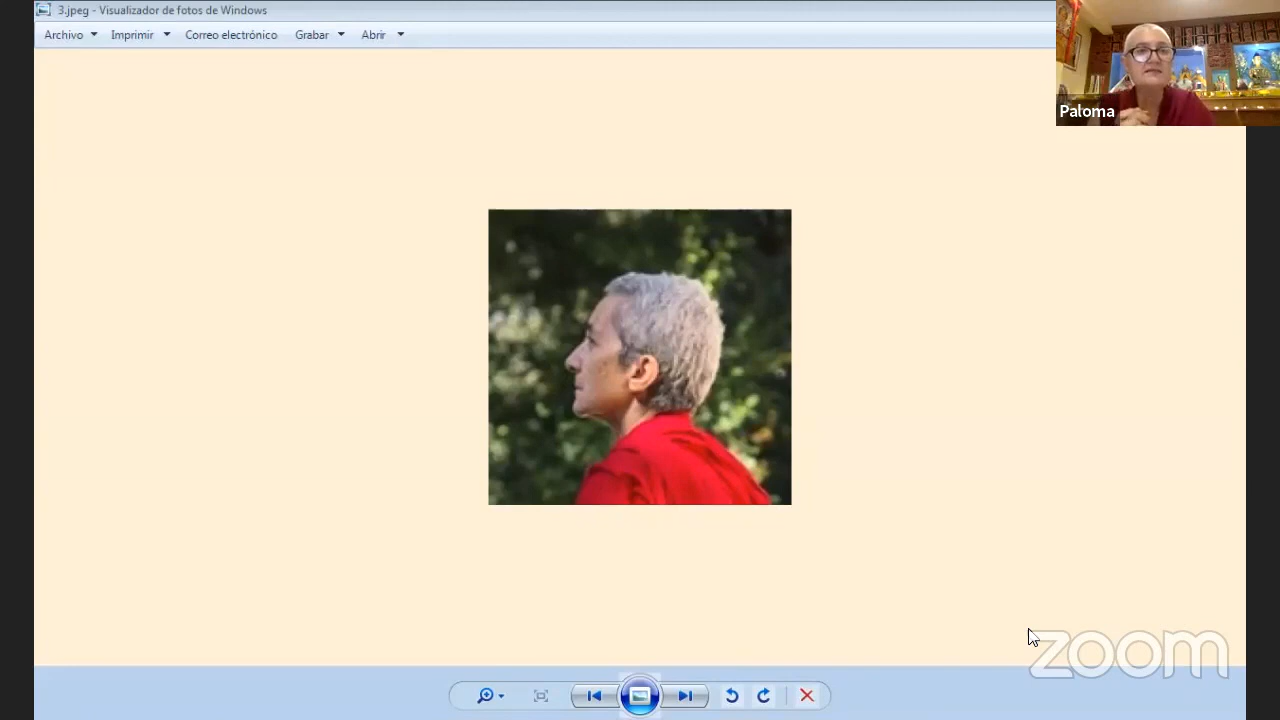 3.jpeg - Visualizador de fotos de Windows
Archivo Imprimir Correo electrónico Grabar Abrir
Paloma
zoom